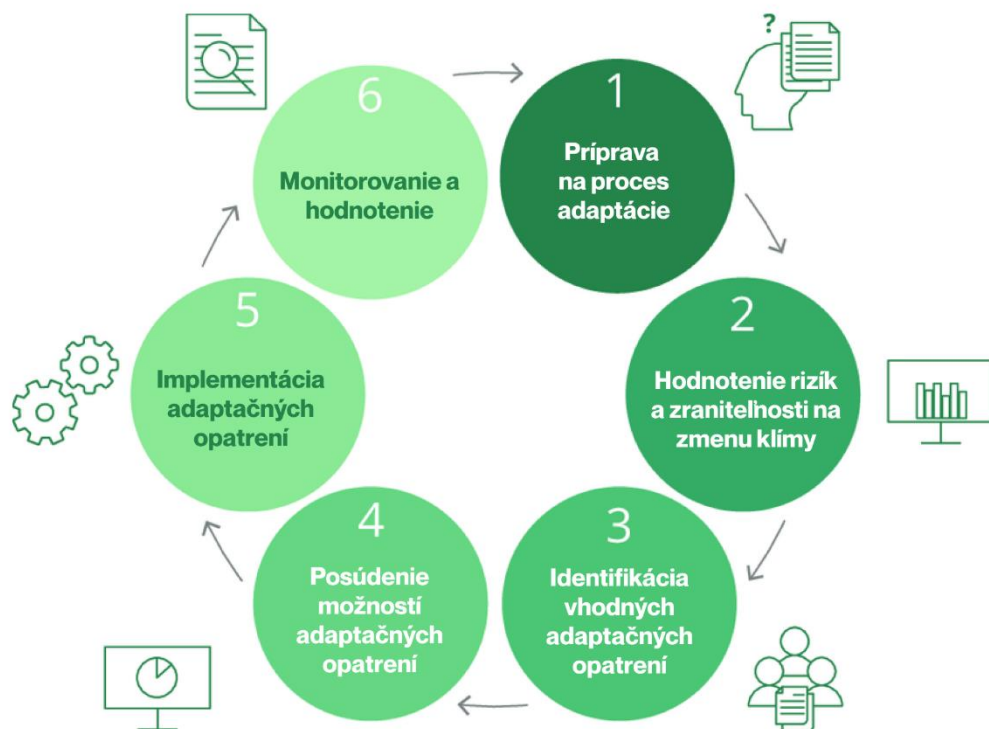 ?
1
Príprava
na proces
adaptácie
2
Hodnotenie rizík
a zraniteľnosti na
zmenu klímy
3
Identifikácia
vhodných
adaptačných
opatrení
4
Posúdenie
možností
adaptačných
opatrení
5
Implementácia
adaptačných
opatrení
6
Monitorovanie a
hodnotenie